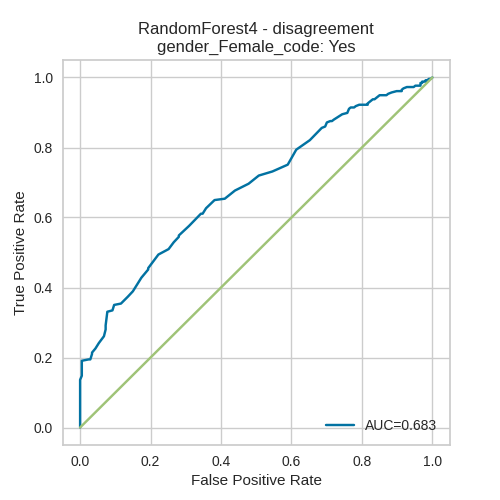 RandomForest4 - disagreement
gender_Female_code: Yes
1.0
0.8
0.6
0.4
0.2
0.0
True Positive Rate
AUC=0.683
0.0 0.2 0.4 0.6 0.8 1.0
False Positive Rate